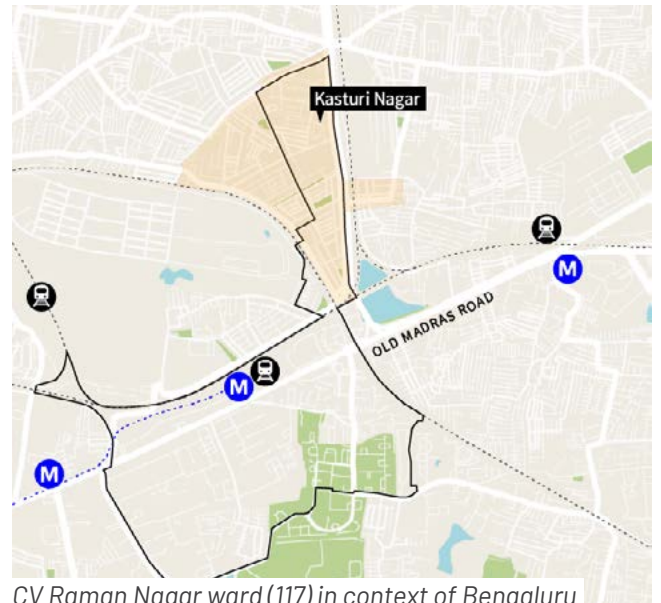 Kasturi Nagar
M
OLD MADRAS ROAD
M
M
CV Raman Nagar ward (117) in context of Bengaluru